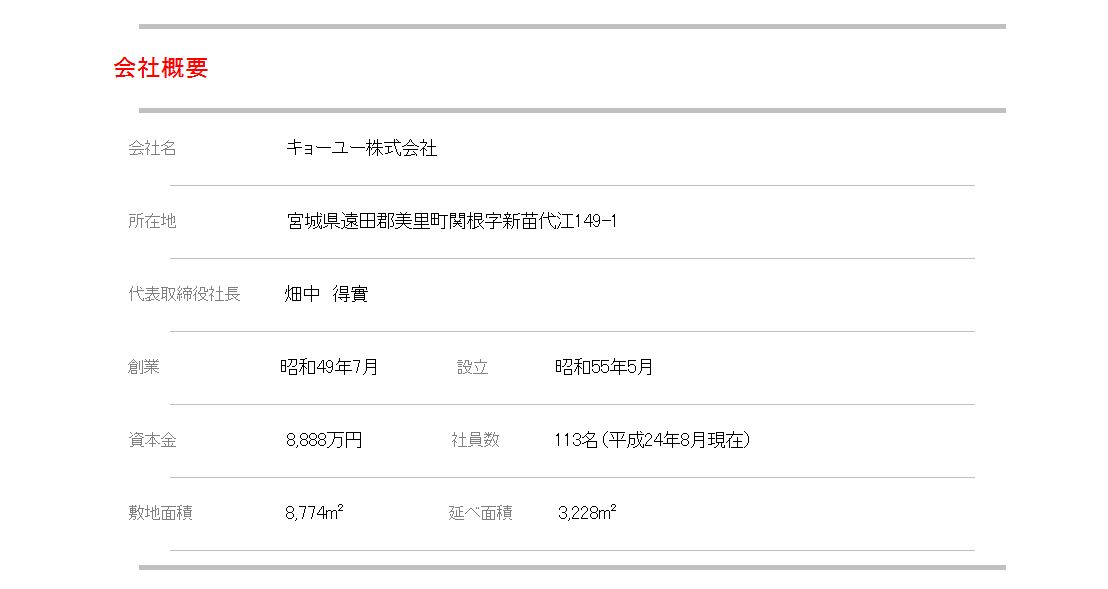 会社概要
会社名 キョーユー株式会社
所在地 宮城県遠田郡美里町関根字新苗代江149-1
代表取締役社長 畑中　得實
創業 昭和49年7月 設立 昭和55年5月
資本金 8,888万円 社員数 113名（平成24年8月現在）
敷地面積 8,774m² 延べ面積 3,228m²